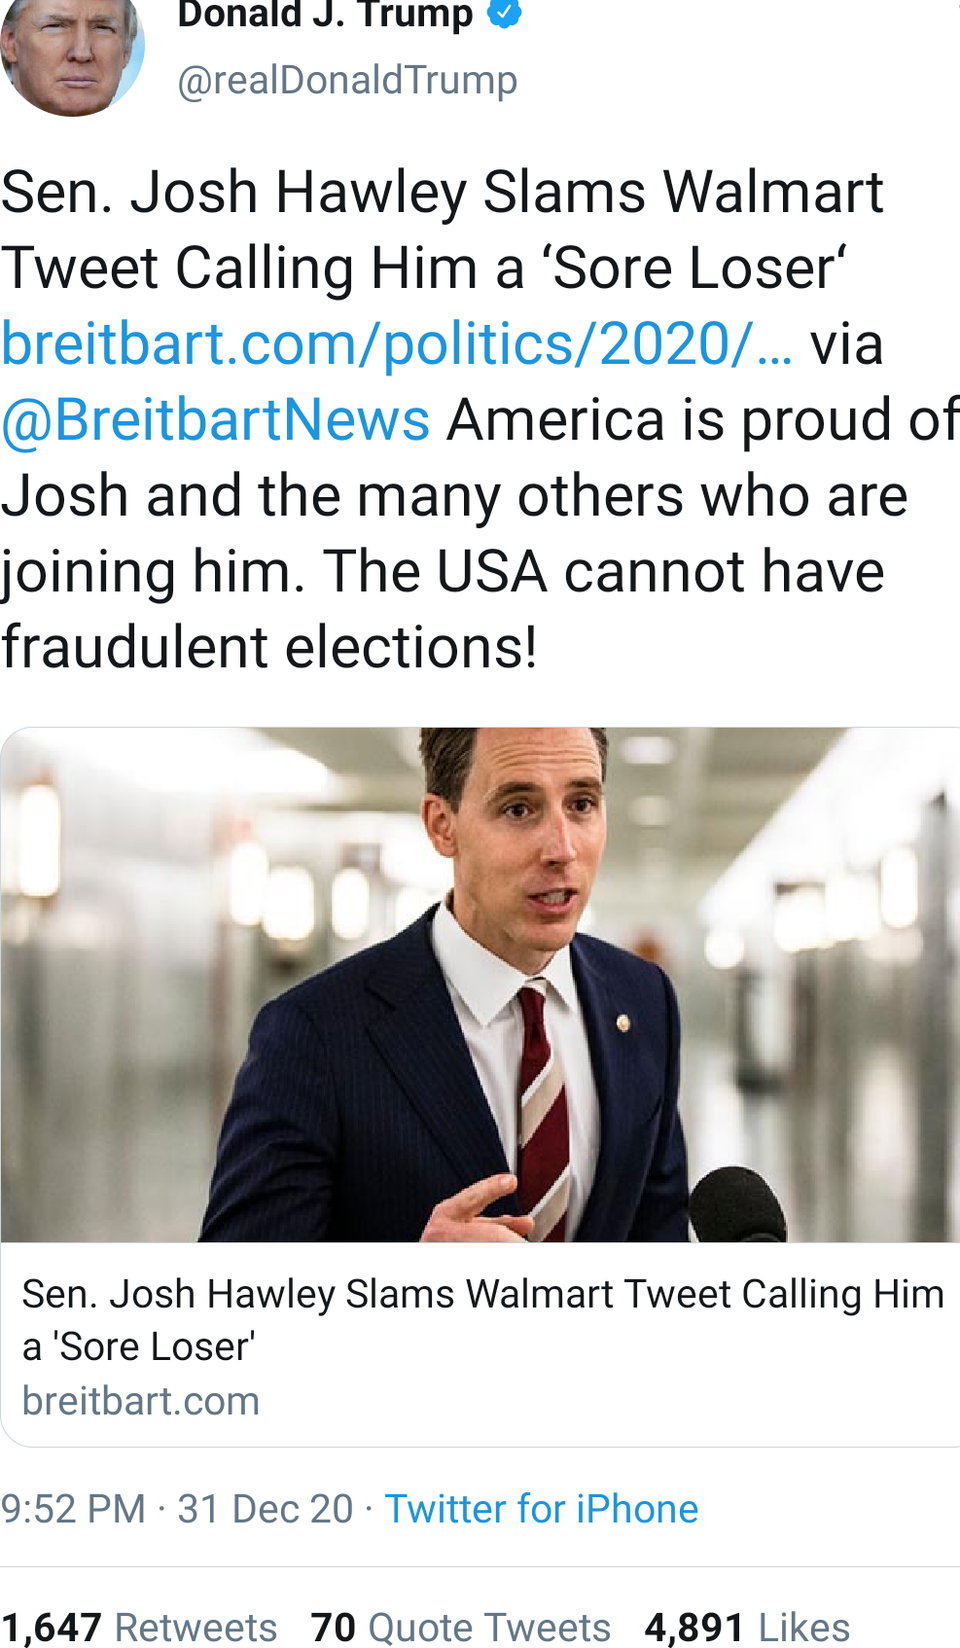 Donald J. Trump
@realDonaldTrump
Sen. Josh Hawley Slams Walmart
Tweet Calling Him a ‘Sore Loser‘
breitbart.com/politics/2020/… via
@BreitbartNews America is proud of
Josh and the many others who are
joining him. The USA cannot have
fraudulent elections!
Sen. Josh Hawley Slams Walmart Tweet Calling Him
a 'Sore Loser'
breitbart.com
9:52 PM · 31 Dec 20 · Twitter for iPhone
1,647 Retweets 70 Quote Tweets 4,891 Likes